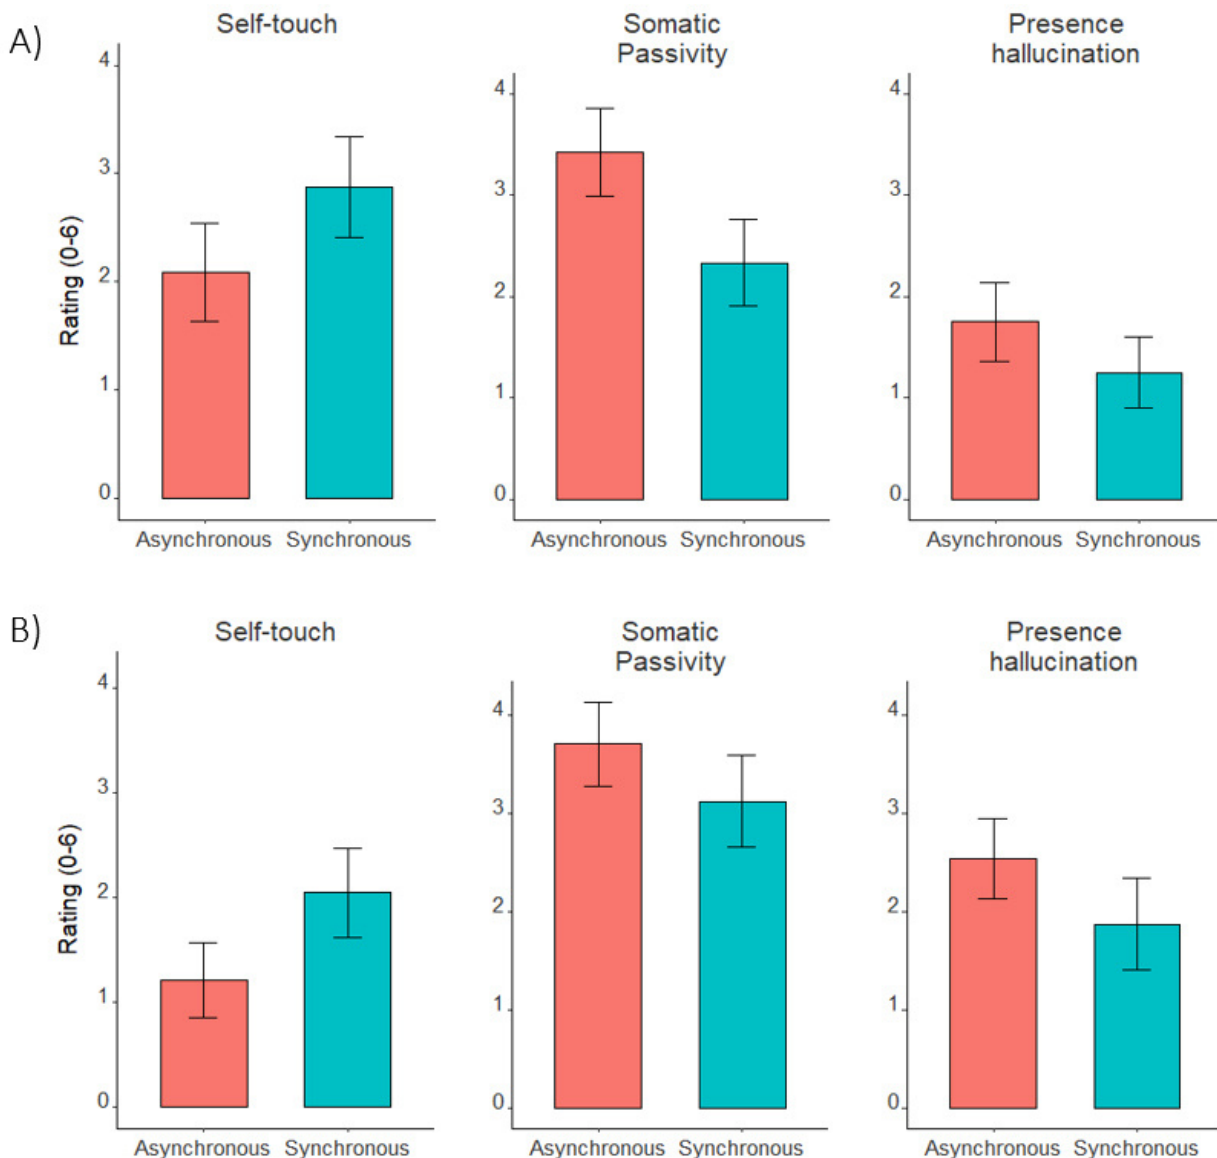 A)
Self-touch
Somatic
Passivity
Presence
hallucination
Rating (0-6)
4
3
2
1
0
4
3
2
1
0
4
3
2
1
0
Asynchronous Synchronous
Asynchronous Synchronous
Asynchronous Synchronous
B)
Self-touch
Somatic
Passivity
Presence
hallucination
Rating (0-6)
4
3
2
1
0
4
3
2
1
0
4
3
2
1
0
Asynchronous Synchronous
Asynchronous Synchronous
Asynchronous Synchronous